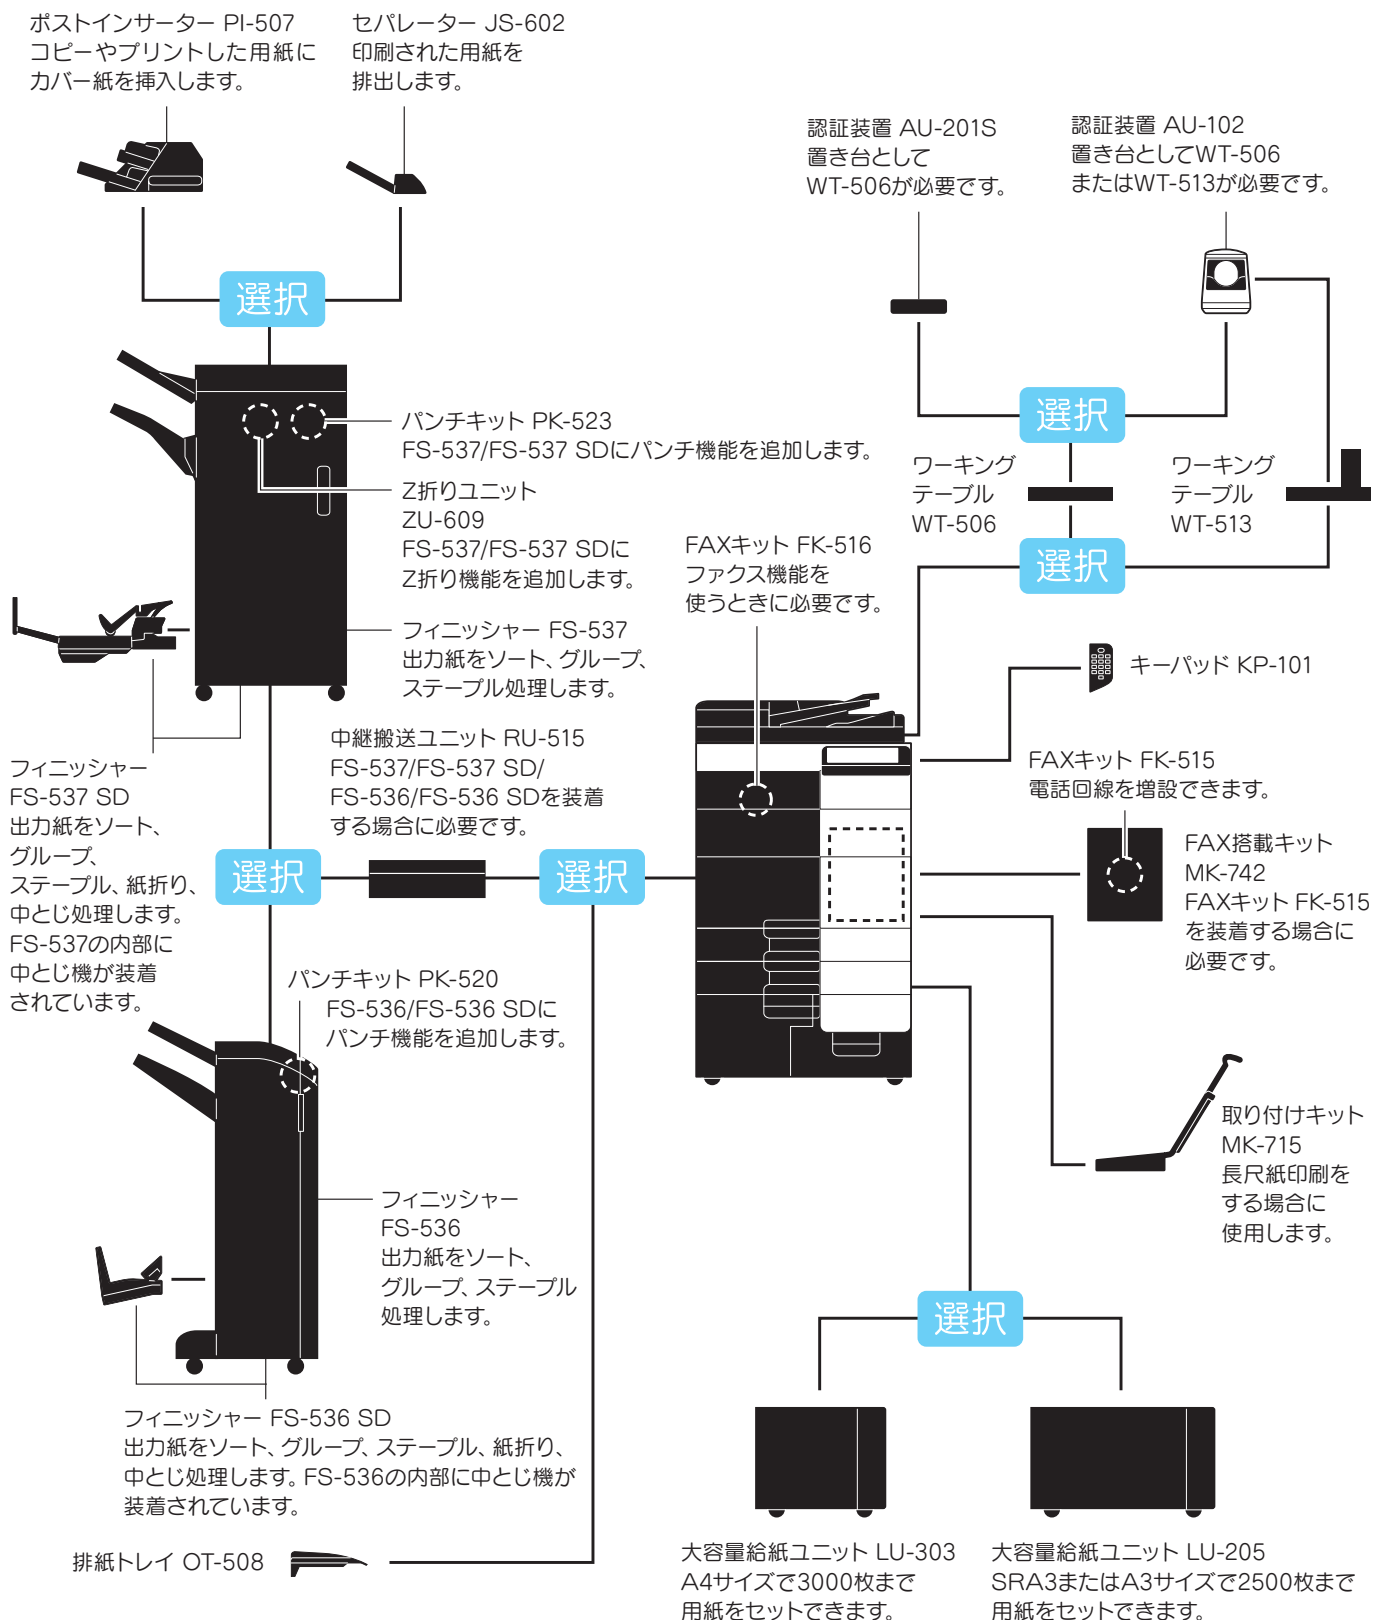 ポストインサーター PI-507
コピーやプリントした用紙に
カバー紙を挿入します。
セパレーター JS-602
印刷された用紙を
排出します。
認証装置 AU-201S
置き台として
WT-506が必要です。
認証装置 AU-102
置き台としてWT-506
またはWT-513が必要です。
選択
選択
パンチキット PK-523
FS-537/FS-537 SDにパンチ機能を追加します。
Z折りユニット
ZU-609
FS-537/FS-537 SDに
Z折り機能を追加します。
ワーキング
テーブル
WT-506
ワーキング
テーブル
WT-513
選択
FAXキット FK-516
ファクス機能を
使うときに必要です。
フィニッシャー FS-537
出力紙をソート、グループ、
ステープル処理します。
キーパッド KP-101
フィニッシャー
FS-537 SD
出力紙をソート、
グループ、
ステープル、紙折り、
中とじ処理します。
FS-537の内部に
中とじ機が装着
されています。
中継搬送ユニット RU-515
FS-537/FS-537 SD/
FS-536/FS-536 SDを装着
する場合に必要です。
選択
選択
FAXキット FK-515
電話回線を増設できます。
FAX搭載キット
MK-742
FAXキット FK-515
を装着する場合に
必要です。
パンチキット PK-520
FS-536/FS-536 SDに
パンチ機能を追加します。
取り付けキット
MK-715
長尺紙印刷を
する場合に
使用します。
フィニッシャー
FS-536
出力紙をソート、
グループ、ステープル
処理します。
選択
フィニッシャー FS-536 SD
出力紙をソート、グループ、ステープル、紙折り、
中とじ処理します。FS-536の内部に中とじ機が
装着されています。
排紙トレイ OT-508
大容量給紙ユニット LU-303
A4サイズで3000枚まで
用紙をセットできます。
大容量給紙ユニット LU-205
SRA3またはA3サイズで2500枚まで
用紙をセットできます。